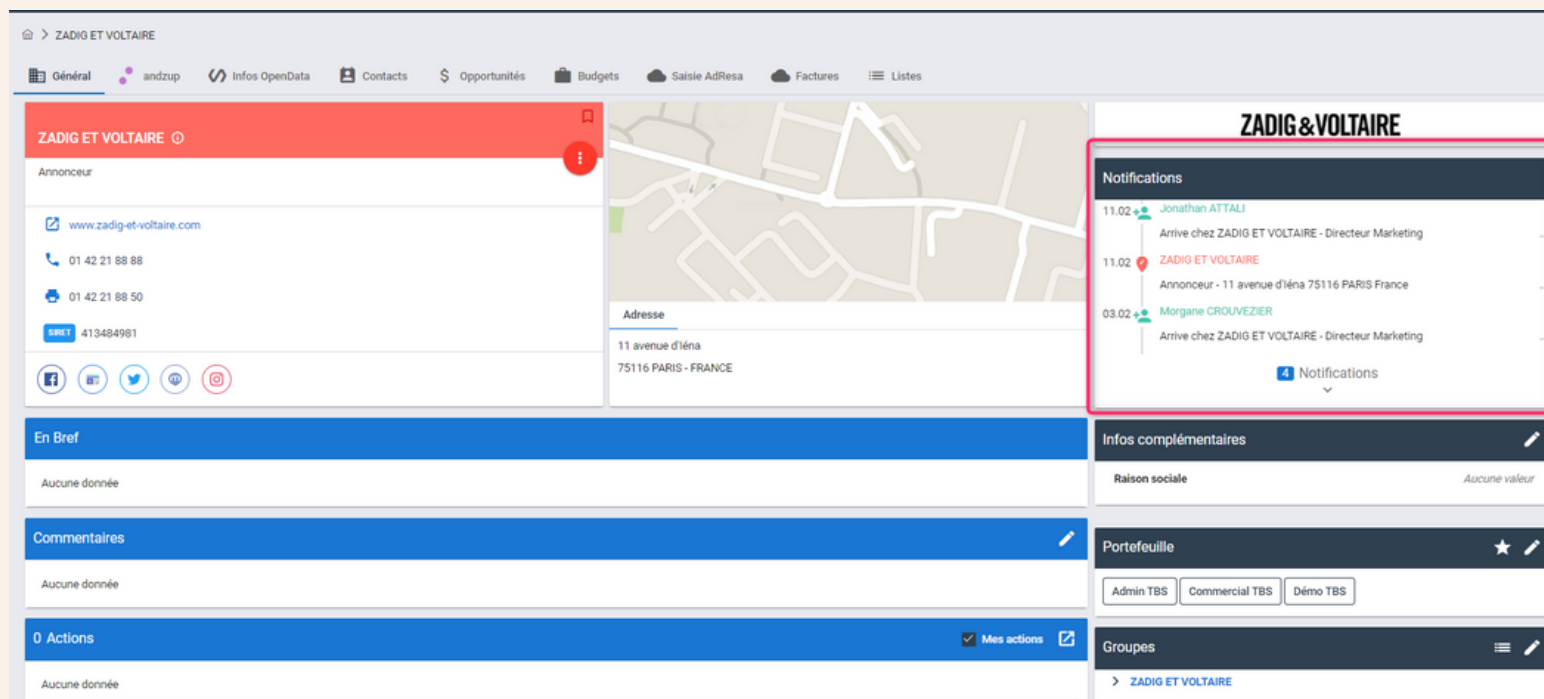 ZADIG ET VOLTAIRE
Général andzup Infos OpenData Contacts Opportunités Budgets Saisie AdResa Factures Listes
ZADIG ET VOLTAIRE
Annonceur
www.zadig-et-voltaire.com
01 42 21 88 88
01 42 21 88 50
SIRET 413484981
Adresse
11 avenue d'Iéna
75116 PARIS - FRANCE
ZADIG&VOLTAIRE
Notifications
11.02 Jonathan ATTALI
Arrive chez ZADIG ET VOLTAIRE - Directeur Marketing
11.02 ZADIG ET VOLTAIRE
Annonceur - 11 avenue d'Iéna 75116 PARIS France
03.02 Morgane CROUVEZIER
Arrive chez ZADIG ET VOLTAIRE - Directeur Marketing
4 Notifications
En Bref
Aucune donnée
Commentaires
Aucune donnée
0 Actions
Mes actions
Aucune donnée
Infos complémentaires
Raison sociale Aucune valeur
Portefeuille
Admin TBS Commercial TBS Démo TBS
Groupes
ZADIG ET VOLTAIRE